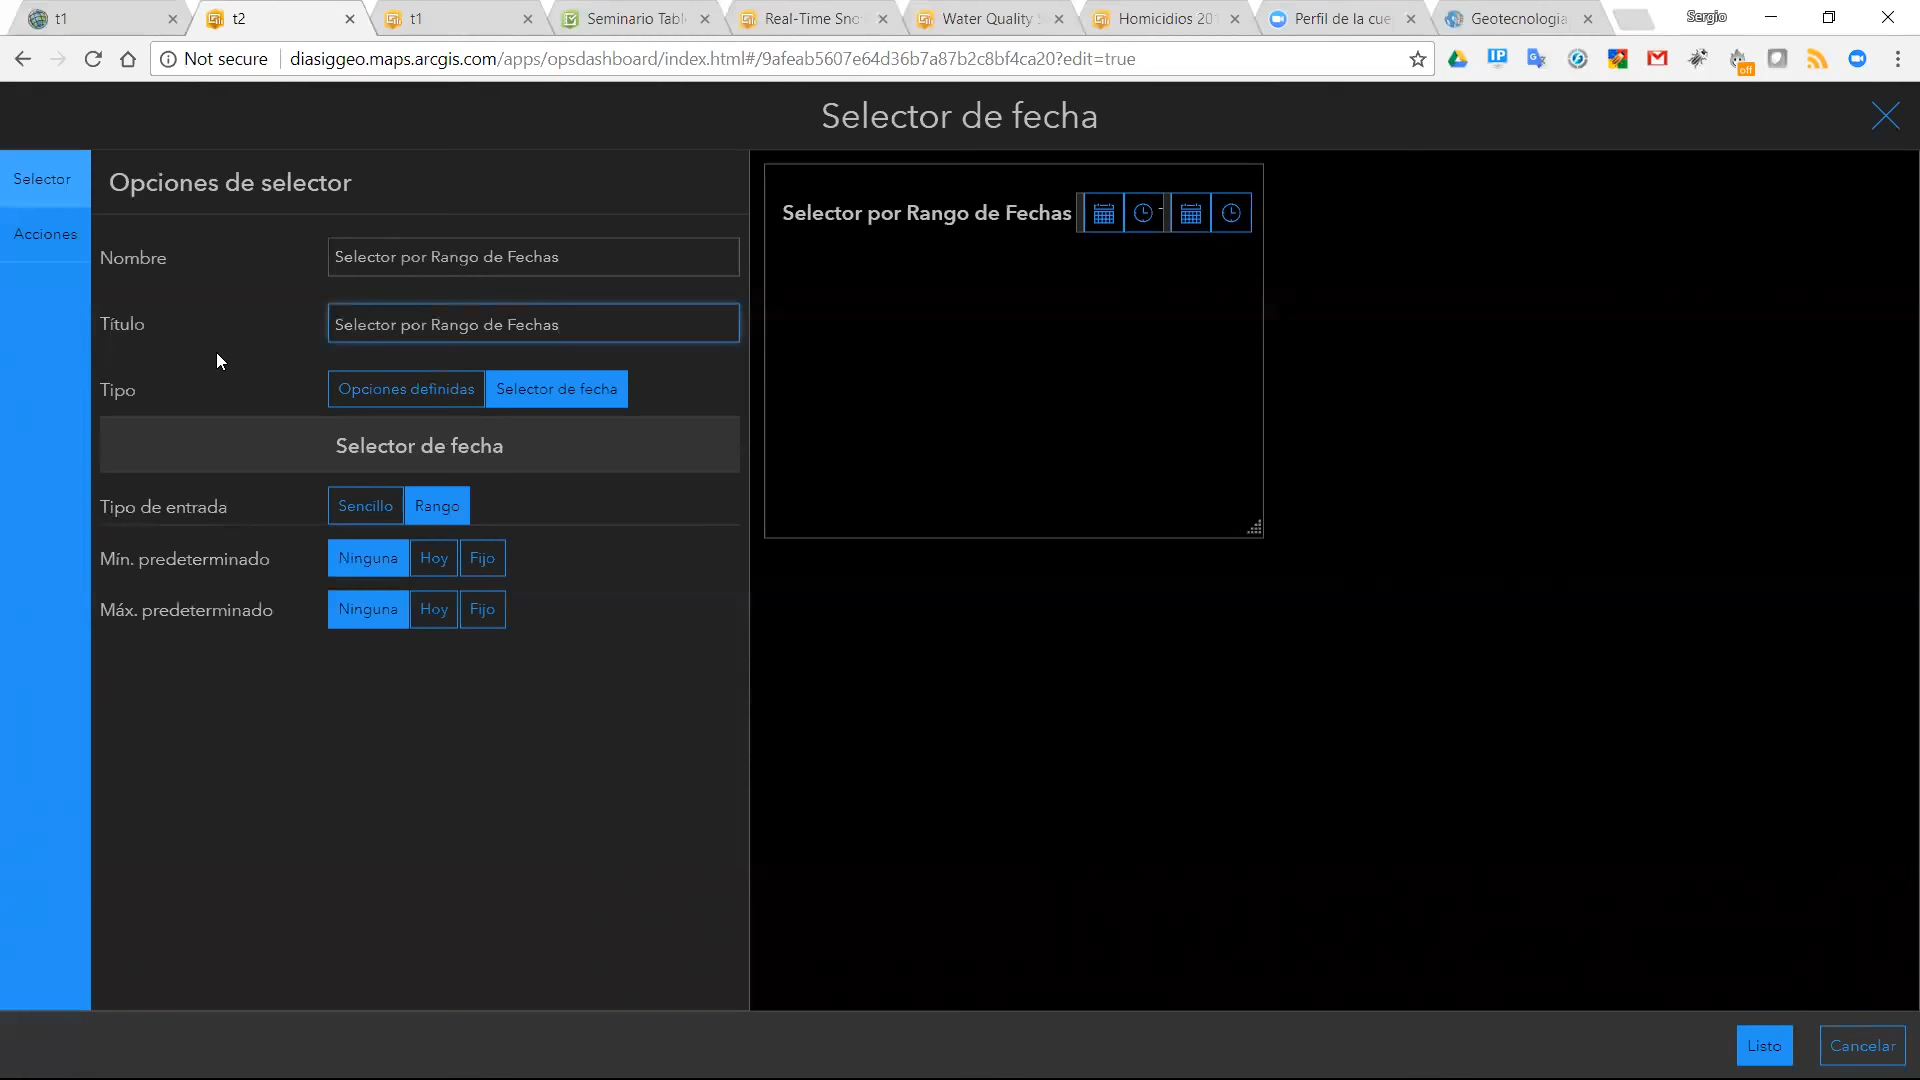 t1
t2
t1
Seminario Tabl
Real-Time Sno
Water Quality
Homicidios 201
Perfil de la cue
Geotecnologia
Sergio
Not secure
diasiggeo.maps.arcgis.com/apps/opsdashboard/index.html#/9afeab5607e64d36b7a87b2c8bf4ca20?edit=true
IP
off
Selector de fecha
Selector
Acciones
Opciones de selector
Nombre
Selector por Rango de Fechas
Título
Selector por Rango de Fechas
Tipo
Opciones definidas
Selector de fecha
Selector de fecha
Tipo de entrada
Sencillo
Rango
Mín. predeterminado
Ninguna
Hoy
Fijo
Máx. predeterminado
Ninguna
Hoy
Fijo
Selector por Rango de Fechas
-
Listo
Cancelar